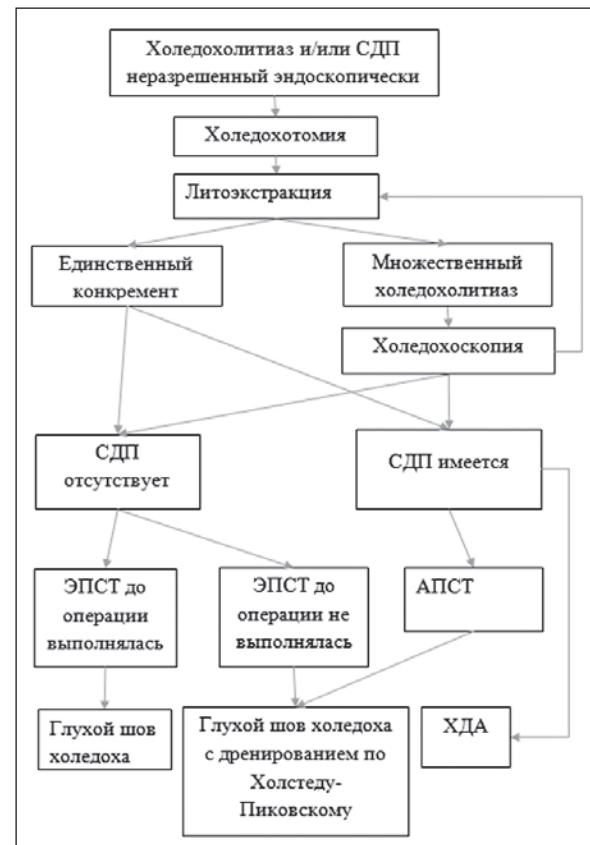 Холедохолитиаз и/или СДП
неразрешенный эндоскопически
Холедохотомия
Литоэкстракция
Единственный
конкремент
Множественный
холедохолитиаз
Холедохоскопия
СДП
отсутствует
СДП имеется
ЭПСТ до
операции
выполнялась
ЭПСТ до
операции не
выполнялась
АПСТ
Глухой шов
холедоха
Глухой шов холедоха
с дренированием по
Холстеду-
Пиковскому
ХДА